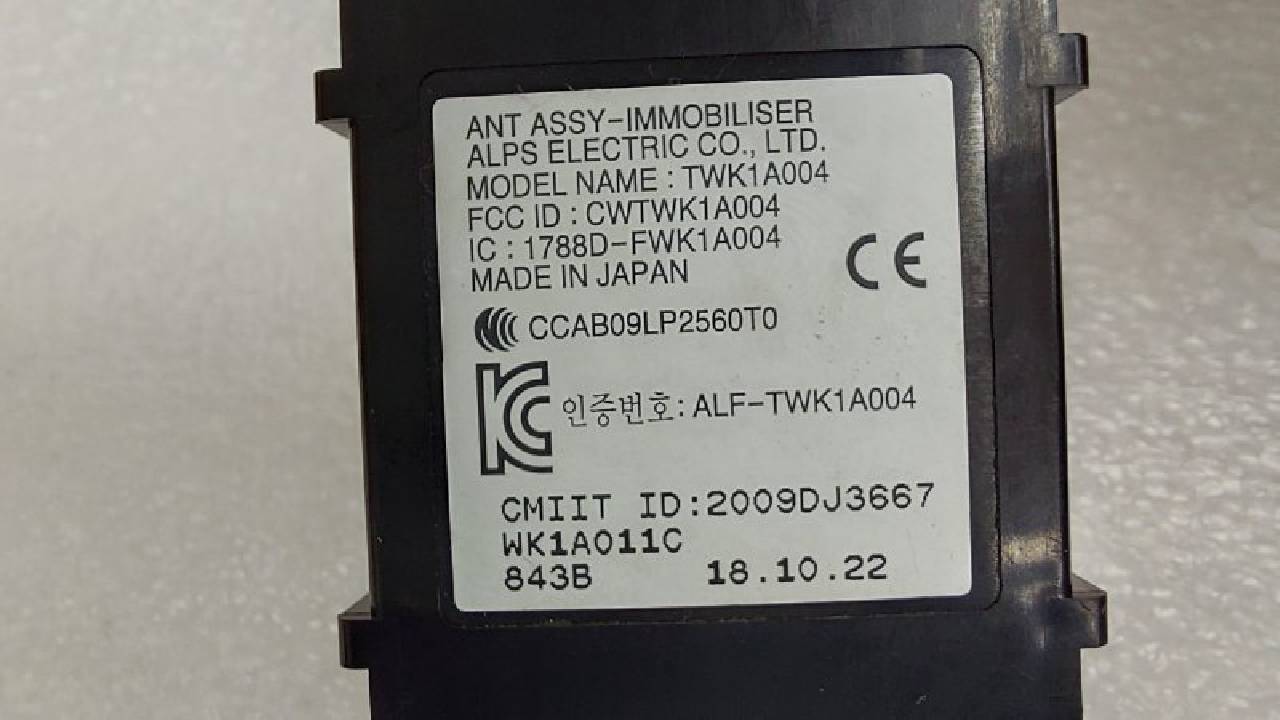 ANT ASSY-IMMOBILISER
ALPS ELECTRIC CO., LTD.
MODEL NAME : TWK1A004
FCC ID : CWTWK1A004
IC : 1788D-FWK1A004
MADE IN JAPAN
CE
CCAB09LP2560T0
KC 인증번호: ALF-TWK1A004
CMIIT ID:2009DJ3667
WK1A011C
843B 18.10.22